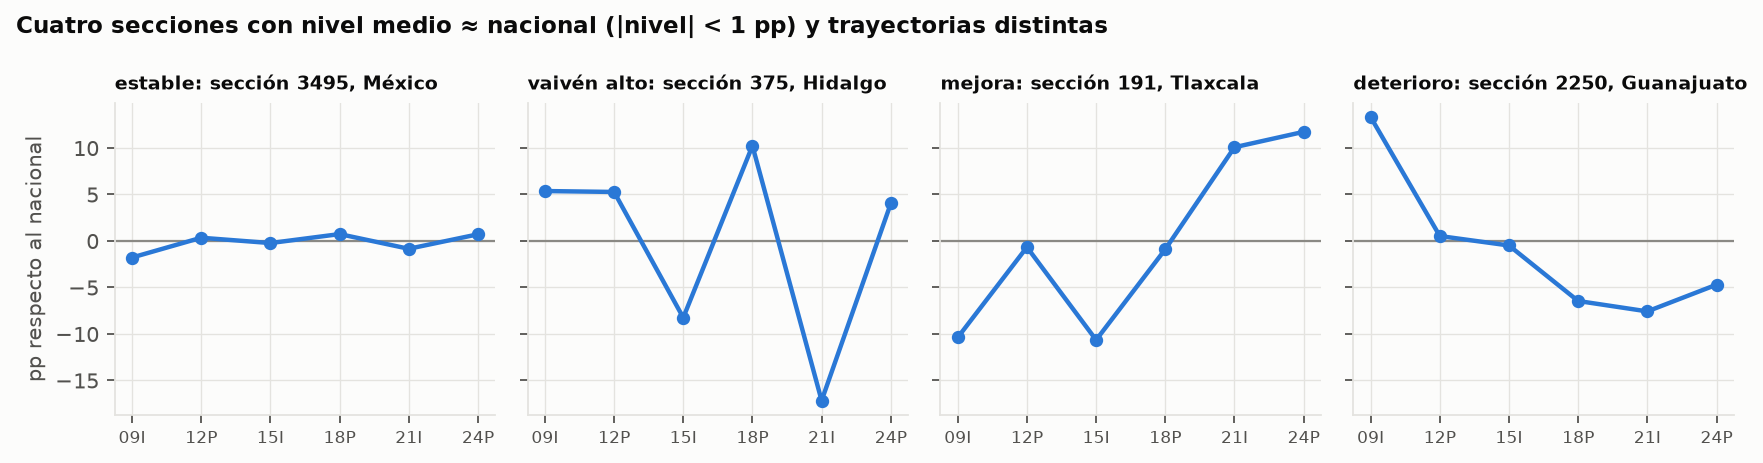 Cuatro secciones con nivel medio ≈ nacional (|nivel| < 1 pp) y trayectorias distintas
estable: sección 3495, México
vaivén alto: sección 375, Hidalgo
mejora: sección 191, Tlaxcala
deterioro: sección 2250, Guanajuato
pp respecto al nacional
10
5
0
−5
−10
−15
09I 12P 15I 18P 21I 24P
09I 12P 15I 18P 21I 24P
09I 12P 15I 18P 21I 24P
09I 12P 15I 18P 21I 24P